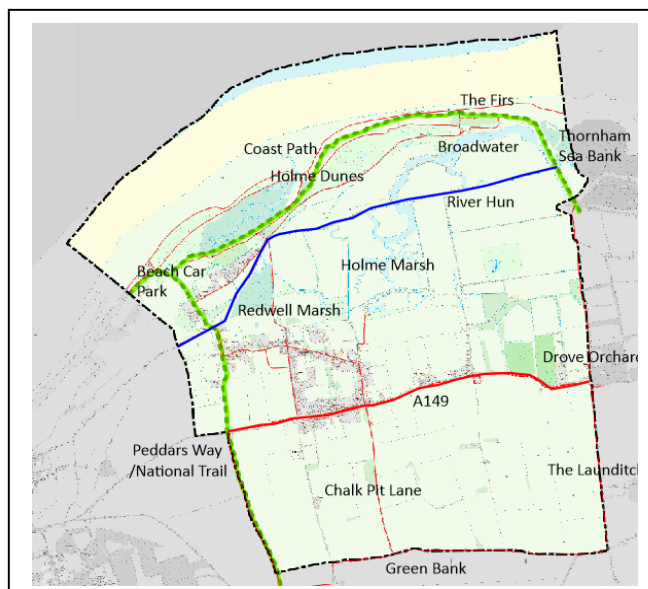 The Firs
Coast Path
Broadwater
Thornham
Sea Bank
Holme Dunes
River Hun
Holme Marsh
Beach Car
Park
Redwell Marsh
Drove Orchard
A149
Peddars Way
/National Trail
The Launditch
Chalk Pit Lane
Green Bank